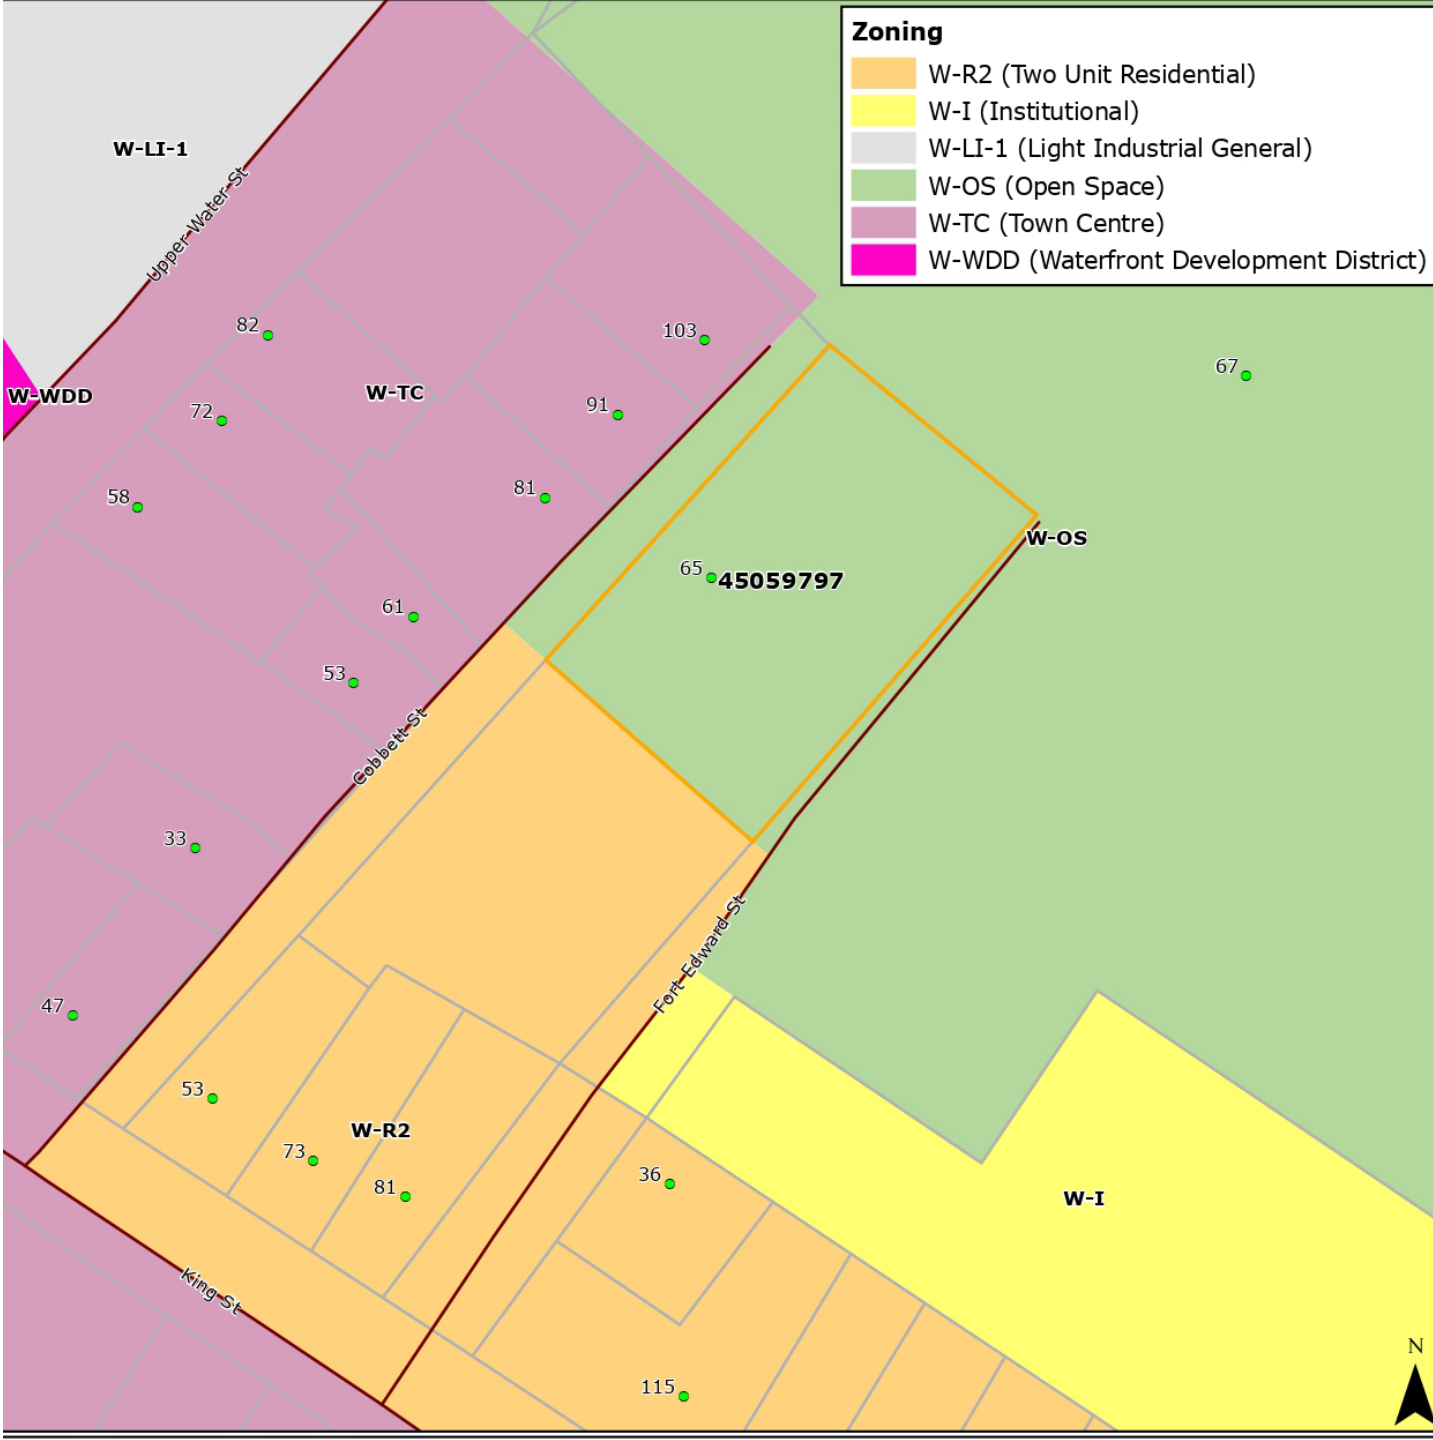 Zoning
W-R2 (Two Unit Residential)
W-I (Institutional)
W-LI-1 (Light Industrial General)
W-OS (Open Space)
W-TC (Town Centre)
W-WDD (Waterfront Development District)
W-LI-1
Upper Water St
82
103
67
W-WDD
W-TC
72
91
81
58
W-OS
65
45059797
61
53
Cobbett St
33
Fort Edward St
47
53
W-R2
73
81
36
W-I
King St
N
115